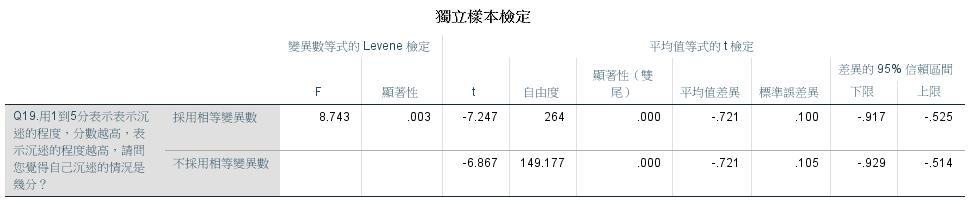 獨立樣本檢定
變異數等式的 Levene 檢定 平均值等式的 t 檢定
差異的 95% 信賴區間
F 顯著性 t 自由度 顯著性（雙
尾） 平均值差異 標準誤差異 下限 上限
Q19.用1到5分表示表示沉
迷的程度，分數越高，表
示沉迷的程度越高，請問
您覺得自己沉迷的情況是
幾分？
採用相等變異數 8.743 .003 -7.247 264 .000 -.721 .100 -.917 -.525
不採用相等變異數 -6.867 149.177 .000 -.721 .105 -.929 -.514